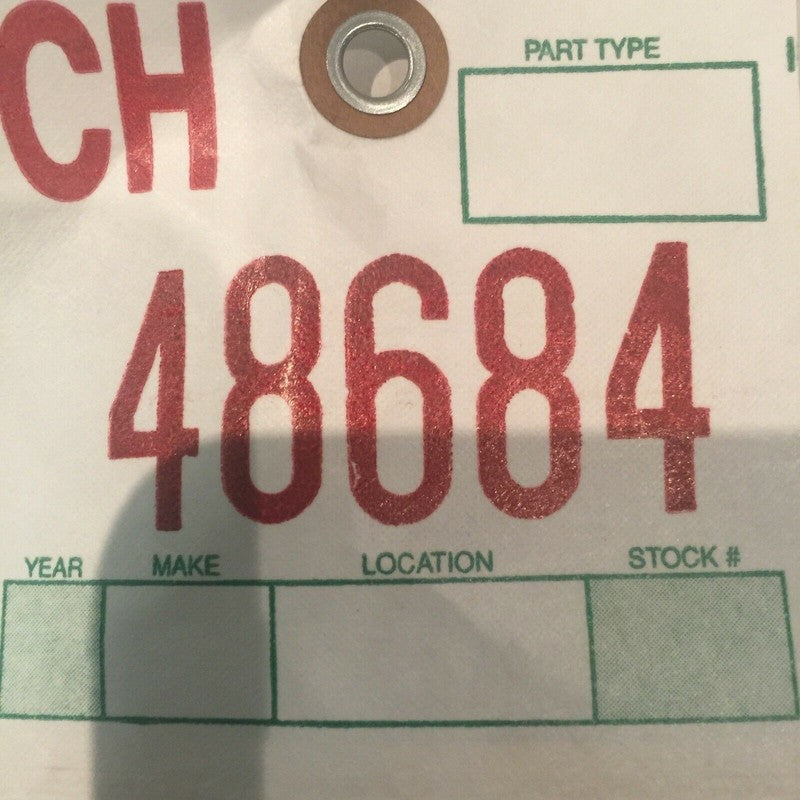 CH
PART TYPE
48684
YEAR MAKE LOCATION STOCK #